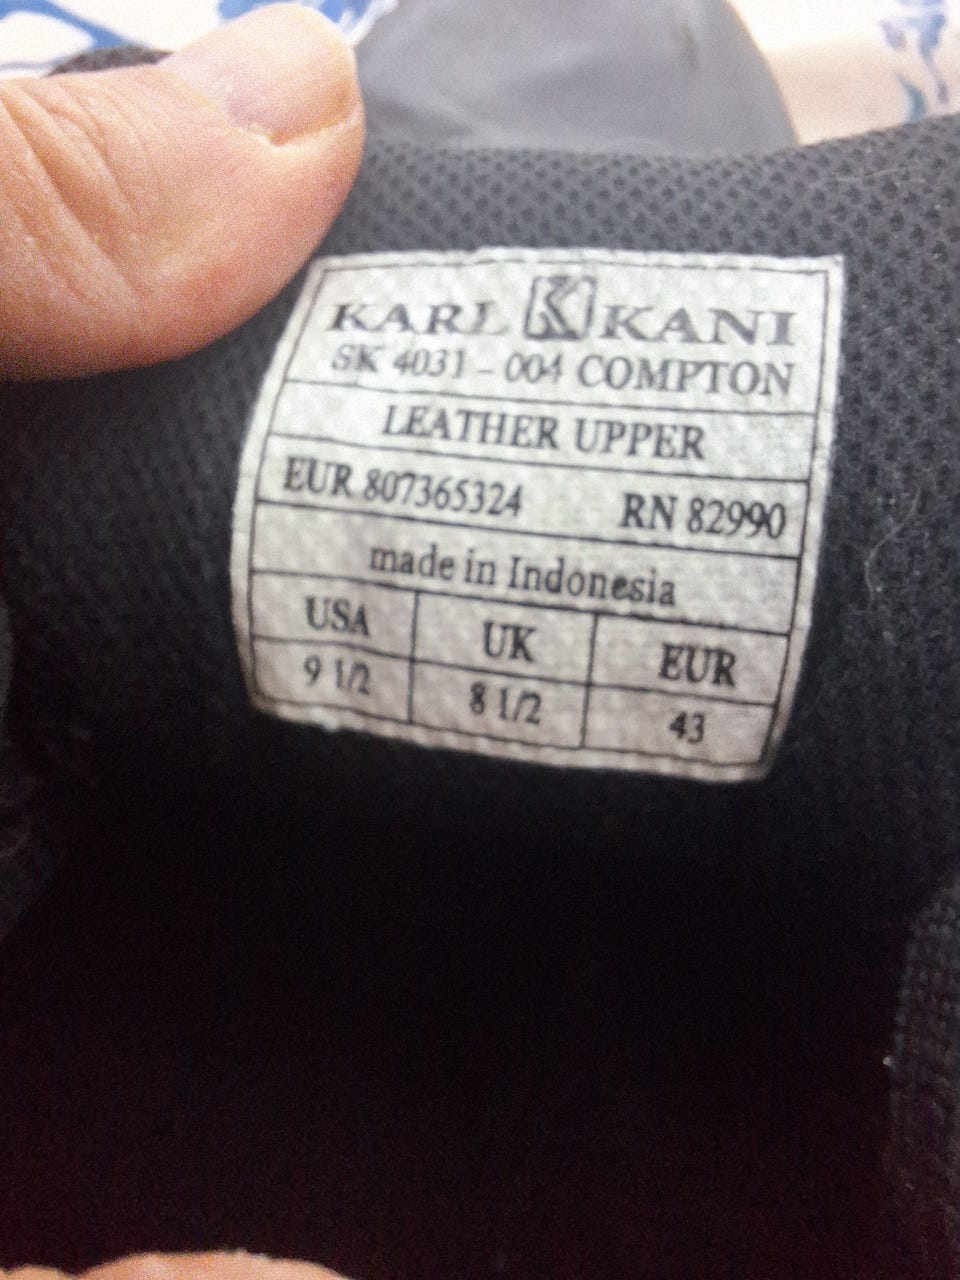 KARL K KANI
SK 4031 - 004 COMPTON
LEATHER UPPER
EUR 807365324 RN 82990
made in Indonesia
USA UK EUR
9 1/2 8 1/2 43